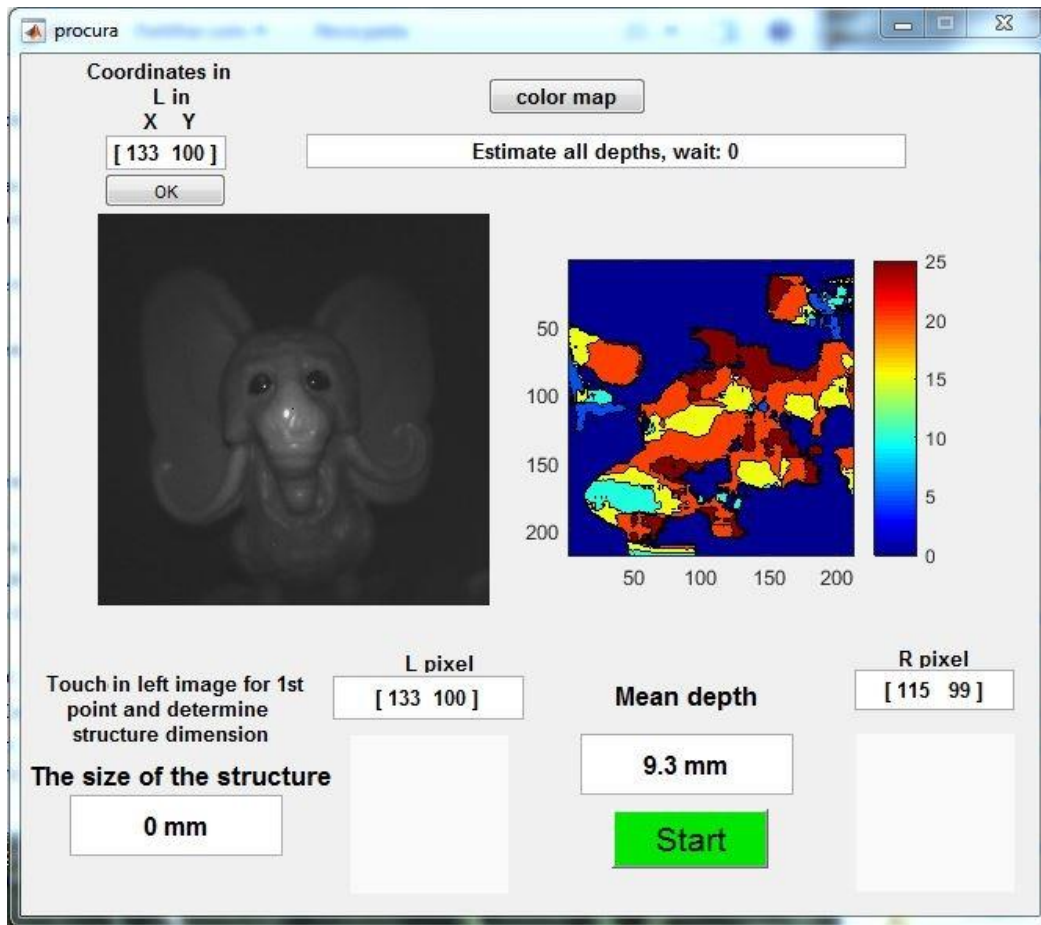 procura
Coordinates in
L in
X Y
[ 133 100 ]
OK
color map
Estimate all depths, wait: 0
50
100
150
200
50 100 150 200
25
20
15
10
5
0
Touch in left image for 1st
point and determine
structure dimension
The size of the structure
0 mm
L pixel
[ 133 100 ]
Mean depth
9.3 mm
Start
R pixel
[ 115 99 ]